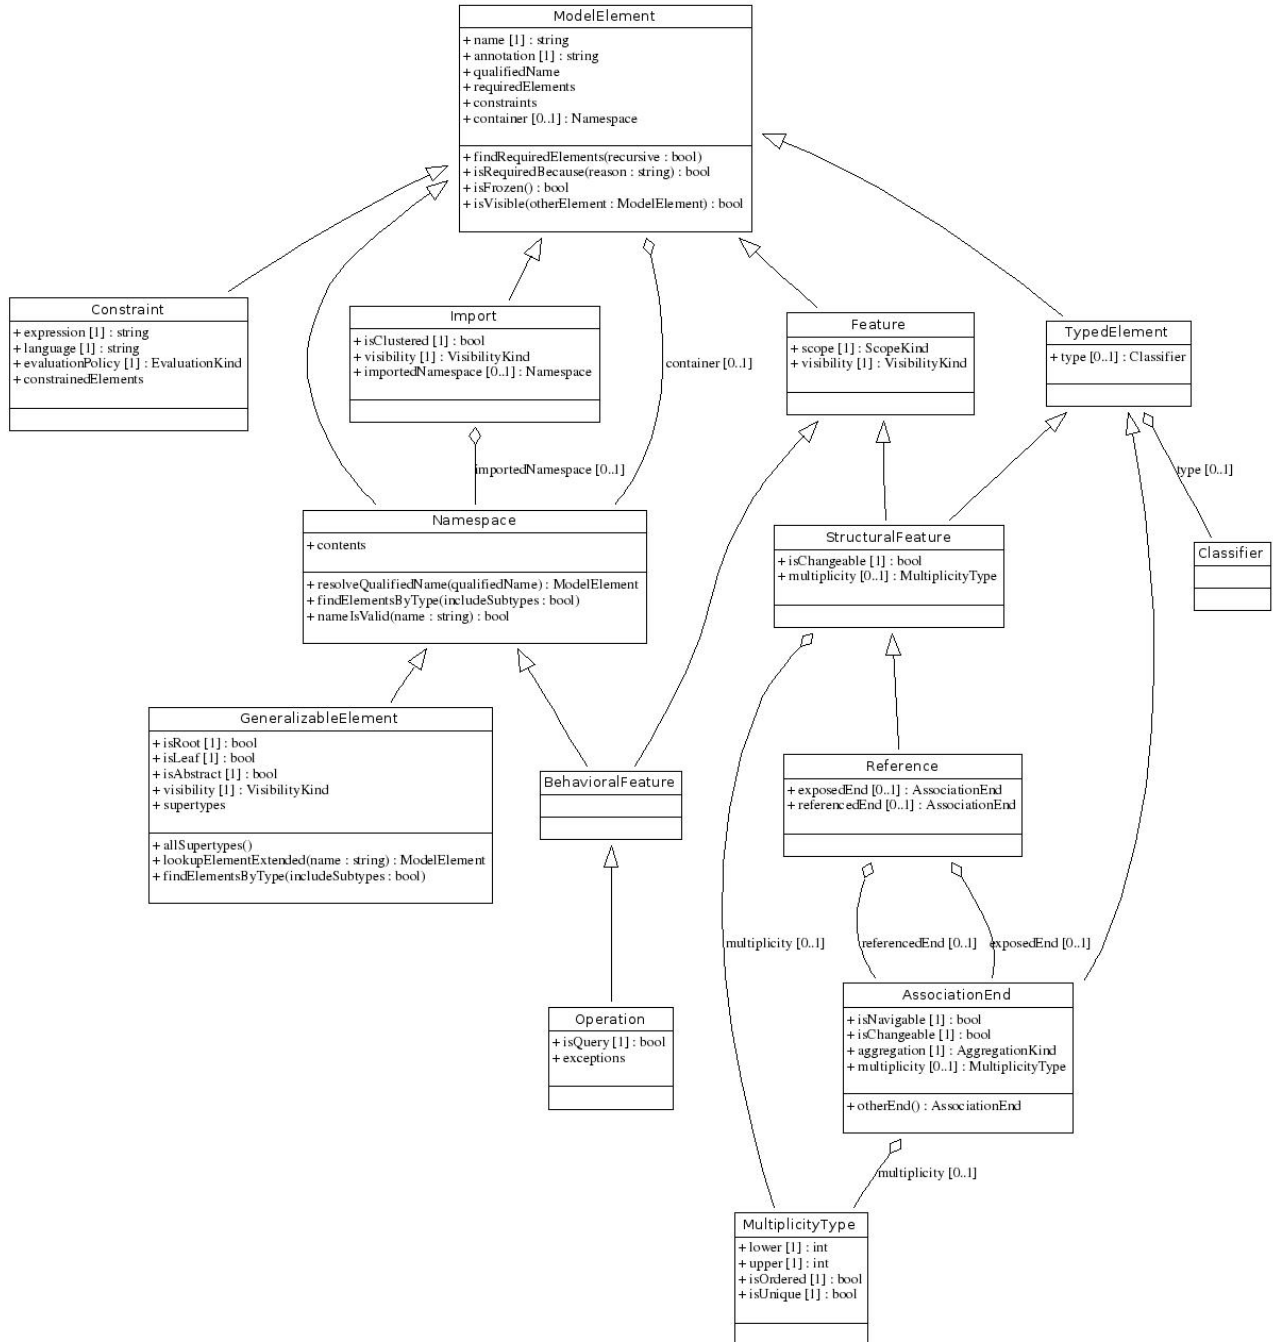 ModelElement
+ name [1] : string
+ annotation [1] : string
+ qualifiedName
+ requiredElements
+ constraints
+ container [0..1] : Namespace
+ findRequiredElements(recursive : bool)
+ isRequiredBecause(reason : string) : bool
+ isFrozen() : bool
+ isVisible(otherElement : ModelElement) : bool
Constraint
+ expression [1] : string
+ language [1] : string
+ evaluationPolicy [1] : EvaluationKind
+ constrainedElements
Import
+ isClustered [1] : bool
+ visibility [1] : VisibilityKind
+ importedNamespace [0..1] : Namespace
container [0..1]
Feature
+ scope [1] : ScopeKind
+ visibility [1] : VisibilityKind
TypedElement
+ type [0..1] : Classifier
importedNamespace [0..1]
type [0..1]
Namespace
+ contents
+ resolveQualifiedName(qualifiedName) : ModelElement
+ findElementsByType(includeSubtypes : bool)
+ nameIsValid(name : string) : bool
StructuralFeature
+ isChangeable [1] : bool
+ multiplicity [0..1] : MultiplicityType
Classifier
GeneralizableElement
+ isRoot [1] : bool
+ isLeaf [1] : bool
+ isAbstract [1] : bool
+ visibility [1] : VisibilityKind
+ supertypes
+ allSupertypes()
+ lookupElementExtended(name : string) : ModelElement
+ findElementsByType(includeSubtypes : bool)
BehavioralFeature
Reference
+ exposedEnd [0..1] : AssociationEnd
+ referencedEnd [0..1] : AssociationEnd
multiplicity [0..1]
referencedEnd [0..1]
exposedEnd [0..1]
Operation
+ isQuery [1] : bool
+ exceptions
AssociationEnd
+ isNavigable [1] : bool
+ isChangeable [1] : bool
+ aggregation [1] : AggregationKind
+ multiplicity [0..1] : MultiplicityType
+ otherEnd() : AssociationEnd
multiplicity [0..1]
MultiplicityType
+ lower [1] : int
+ upper [1] : int
+ isOrdered [1] : bool
+ isUnique [1] : bool